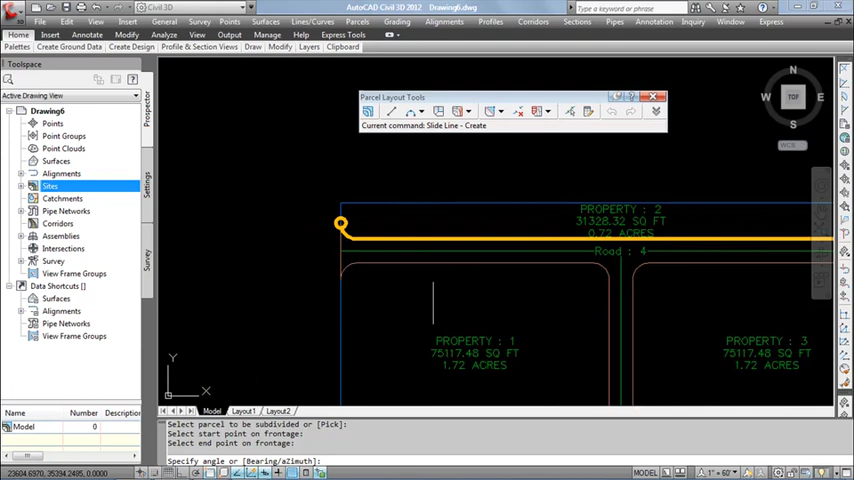 Civil 3D
AutoCAD Civil 3D 2012 Drawing6.dwg
Type a keyword or phrase
File Edit View Insert General Survey Points Surfaces Lines/Curves Parcels Grading Alignments Profiles Corridors Sections Pipes Annotation Inquiry Window Express
Home Insert Annotate Modify Analyze View Output Manage Help Express Tools
Palettes Create Ground Data Create Design Profile & Section Views Draw Modify Layers Clipboard
Toolspace
Active Drawing View
Drawing6
Points
Point Groups
Point Clouds
Surfaces
Alignments
Sites
Catchments
Pipe Networks
Corridors
Assemblies
Intersections
Survey
View Frame Groups
Data Shortcuts []
Surfaces
Alignments
Pipe Networks
View Frame Groups
Prospector
Settings
Survey
Name Number Description
Model 0
Parcel Layout Tools
Current command: Slide Line - Create
N
W TOP E
S
WCS
PROPERTY : 2
31328.32 SQ FT
0.72 ACRES
Road : 4
PROPERTY : 1
75117.48 SQ FT
1.72 ACRES
PROPERTY : 3
75117.48 SQ FT
1.72 ACRES
Y
X
Model Layout1 Layout2
Select parcel to be subdivided or [Pick]:
Select start point on frontage:
Select end point on frontage:
Specify angle or [Bearing/aZimuth]:
23604.6970, 35394.2485, 0.0000
MODEL 1" = 60'